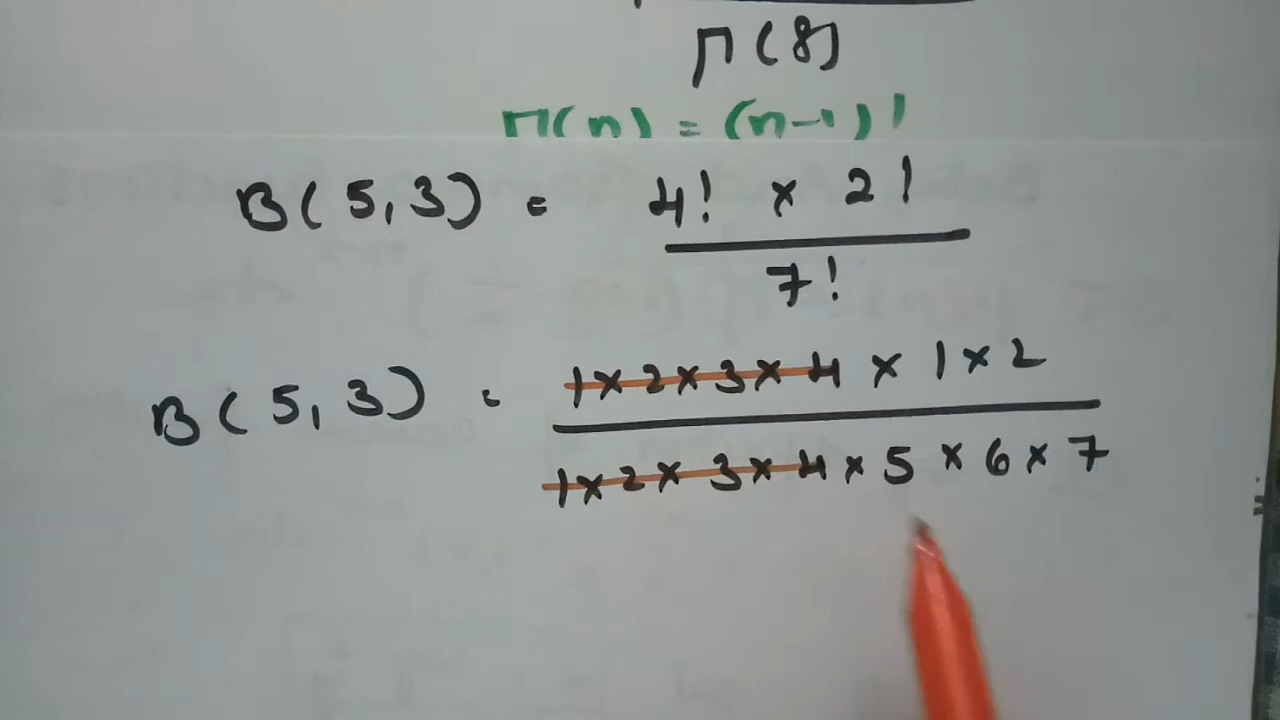 Γ(8)
Γ(n) = (n-1)!
B(5,3) = 4! × 2!
7!
B(5,3) = 1×2×3×4 × 1×2
1×2×3×4×5×6×7